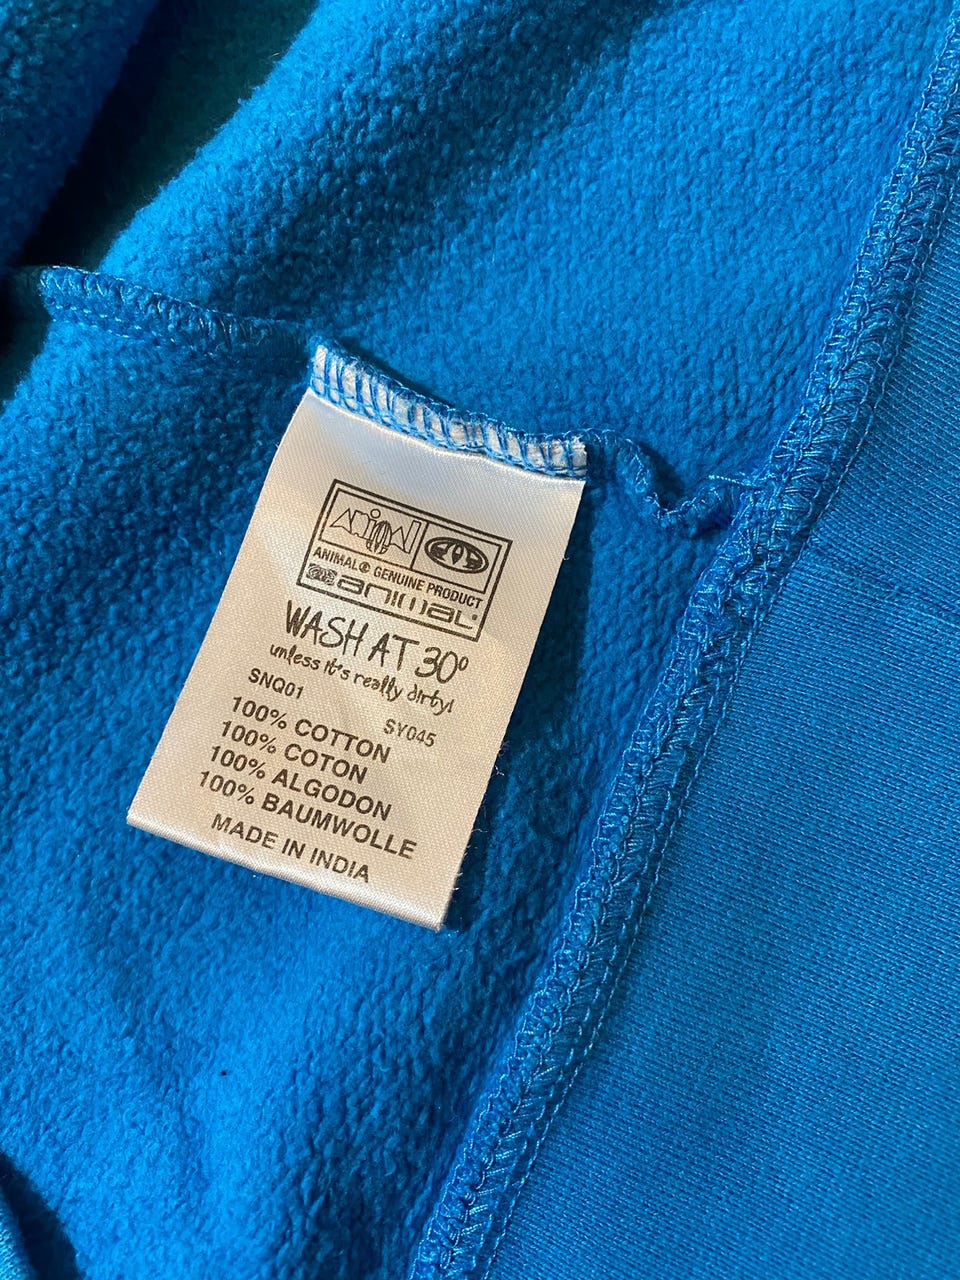 ANIMAL
ANIMAL® GENUINE PRODUCT
animal
WASH AT 30°
unless it's really dirty!
SNQ01 SY045
100% COTTON
100% COTON
100% ALGODON
100% BAUMWOLLE
MADE IN INDIA